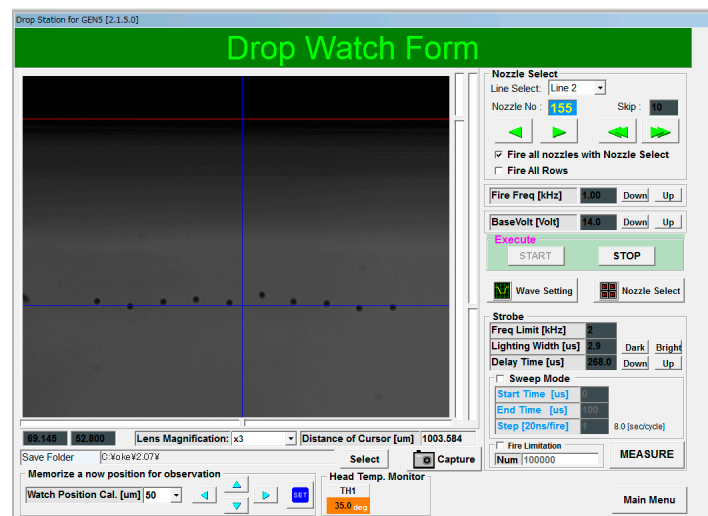 Drop Station for GEN5 [2.1.5.0]
Drop Watch Form
Nozzle Select
Line Select: Line 2
Nozzle No : 155 Skip : 10
Fire all nozzles with Nozzle Select
Fire All Rows
Fire Freq [kHz] 1.00 Down Up
BaseVolt [Volt] 14.0 Down Up
Execute
START STOP
Wave Setting Nozzle Select
Strobe
Freq Limit [kHz] 2
Lighting Width [us] 2.9 Dark Bright
Delay Time [us] 268.0 Down Up
Sweep Mode
Start Time [us] 0
End Time [us] 100
Step [20ns/fire] 1 8.0 [sec/cycle]
Fire Limitation
Num 100000 MEASURE
69.145 52.800 Lens Magnification: x3 Distance of Cursor [um] 1003.584
Save Folder C:¥oke¥2.07¥ Select Capture
Memorize a now position for observation
Watch Position Cal. [um] 50 SET
Head Temp. Monitor
TH1
35.0 deg
Main Menu